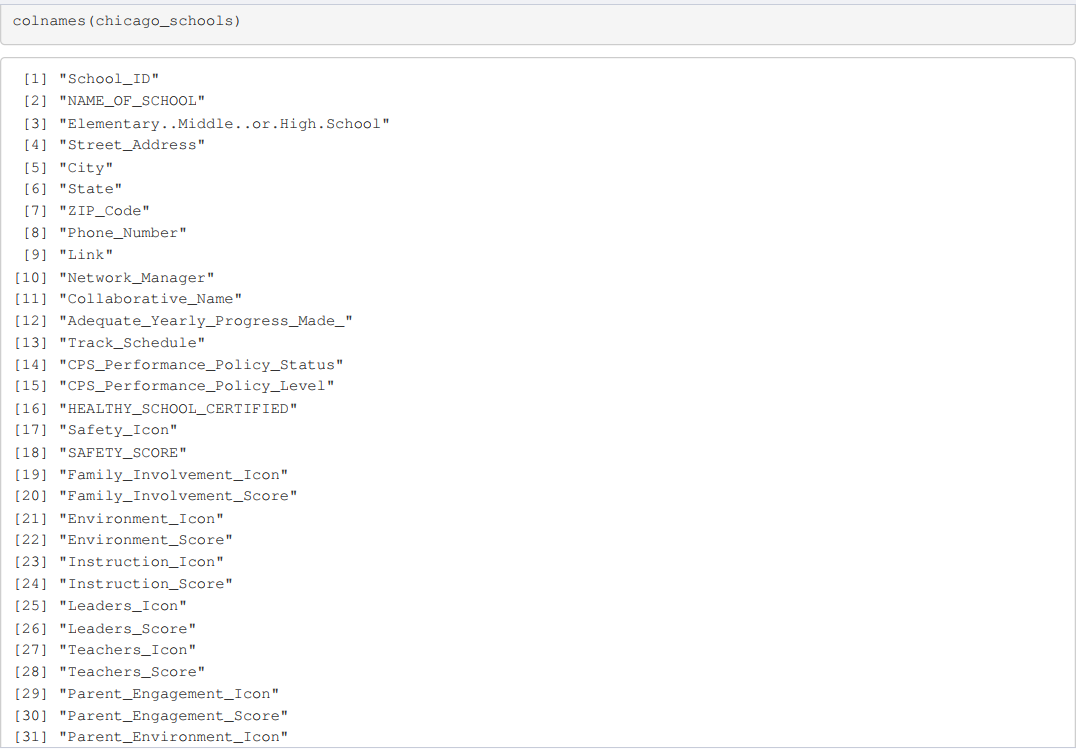 colnames(chicago_schools)
[1] "School_ID"
[2] "NAME_OF_SCHOOL"
[3] "Elementary..Middle..or.High.School"
[4] "Street_Address"
[5] "City"
[6] "State"
[7] "ZIP_Code"
[8] "Phone_Number"
[9] "Link"
[10] "Network_Manager"
[11] "Collaborative_Name"
[12] "Adequate_Yearly_Progress_Made_"
[13] "Track_Schedule"
[14] "CPS_Performance_Policy_Status"
[15] "CPS_Performance_Policy_Level"
[16] "HEALTHY_SCHOOL_CERTIFIED"
[17] "Safety_Icon"
[18] "SAFETY_SCORE"
[19] "Family_Involvement_Icon"
[20] "Family_Involvement_Score"
[21] "Environment_Icon"
[22] "Environment_Score"
[23] "Instruction_Icon"
[24] "Instruction_Score"
[25] "Leaders_Icon"
[26] "Leaders_Score"
[27] "Teachers_Icon"
[28] "Teachers_Score"
[29] "Parent_Engagement_Icon"
[30] "Parent_Engagement_Score"
[31] "Parent_Environment_Icon"